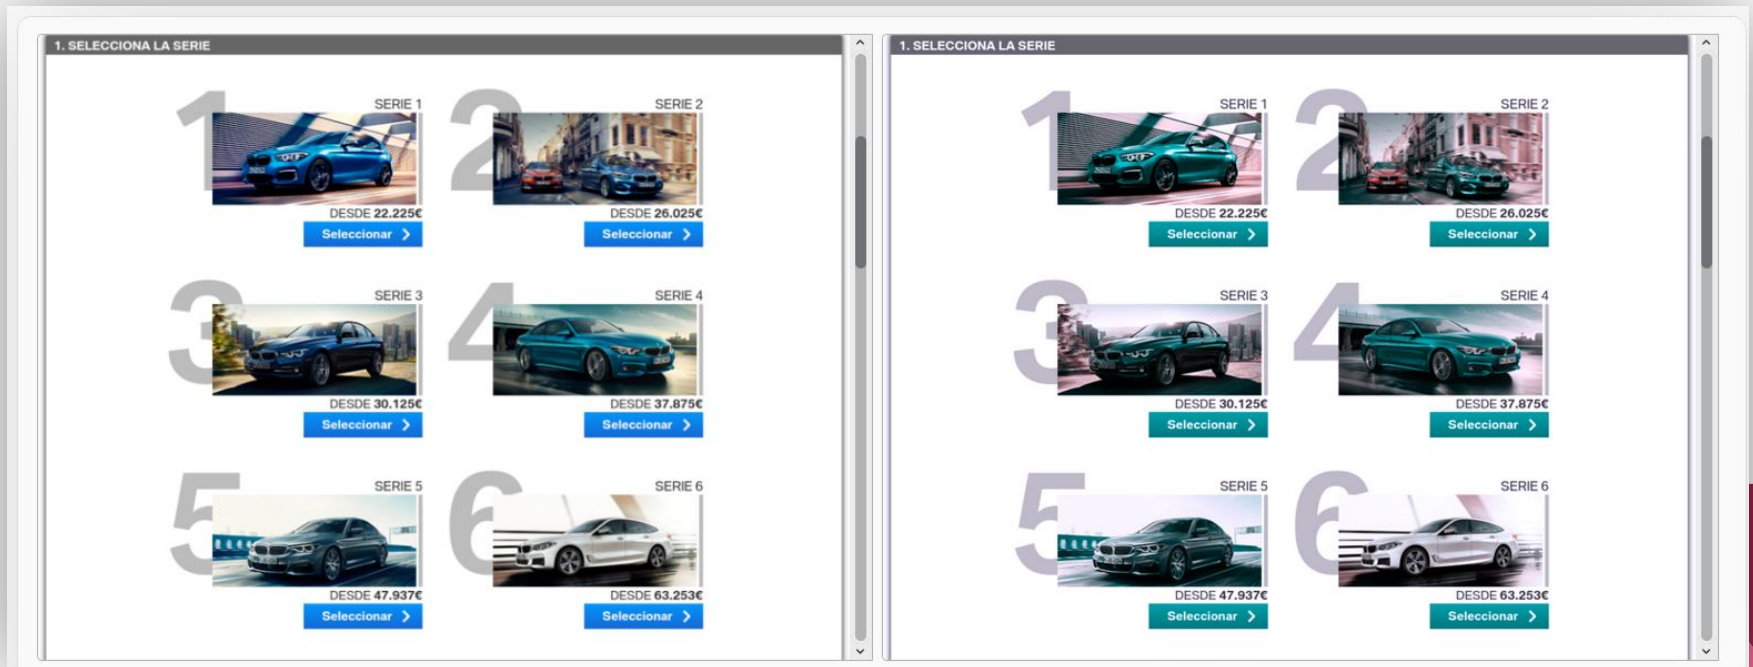 1. SELECCIONA LA SERIE
1
SERIE 1
DESDE 22.225€
Seleccionar
2
SERIE 2
DESDE 26.025€
Seleccionar
3
SERIE 3
DESDE 30.125€
Seleccionar
4
SERIE 4
DESDE 37.875€
Seleccionar
5
SERIE 5
DESDE 47.937€
Seleccionar
6
SERIE 6
DESDE 63.253€
Seleccionar
1. SELECCIONA LA SERIE
1
SERIE 1
DESDE 22.225€
Seleccionar
2
SERIE 2
DESDE 26.025€
Seleccionar
3
SERIE 3
DESDE 30.125€
Seleccionar
4
SERIE 4
DESDE 37.875€
Seleccionar
5
SERIE 5
DESDE 47.937€
Seleccionar
6
SERIE 6
DESDE 63.253€
Seleccionar